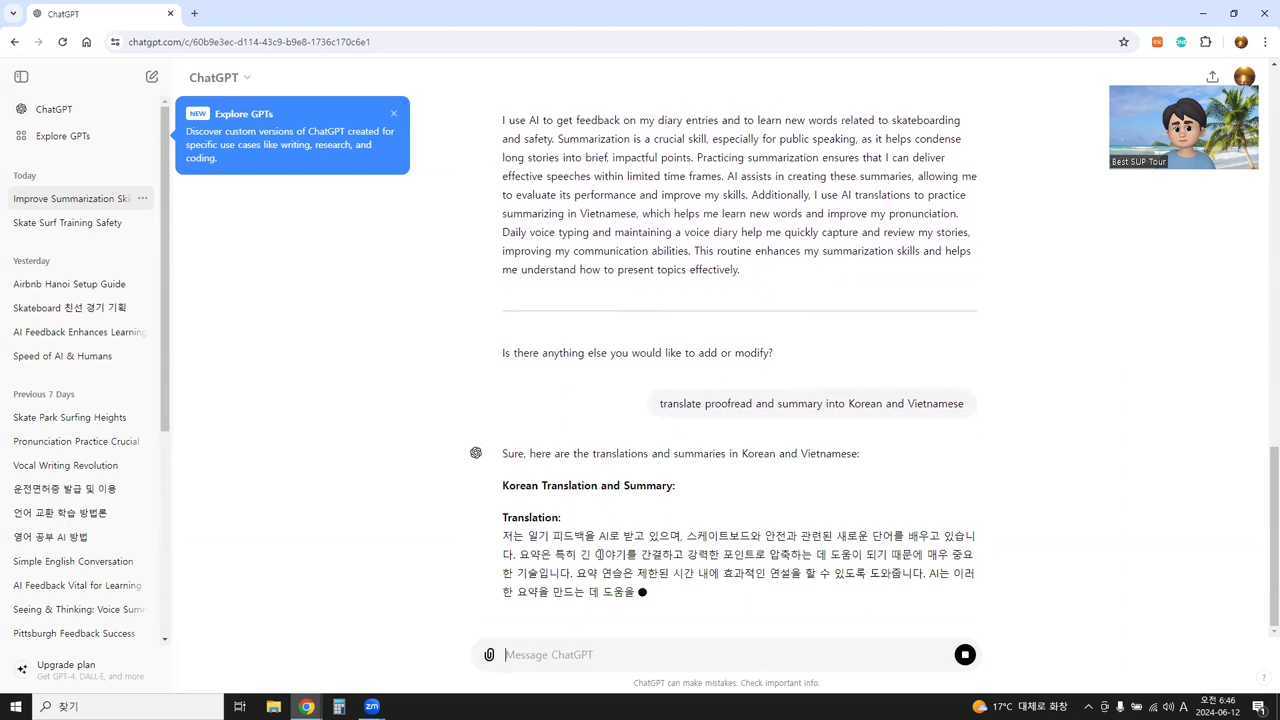 ChatGPT
chatgpt.com/c/60b9e3ec-d114-43c9-b9e8-1736c170c6e1
ChatGPT
Explore GPTs
Today
Improve Summarization Ski
Skate Surf Training Safety
Yesterday
Airbnb Hanoi Setup Guide
Skateboard 친선 경기 기획
AI Feedback Enhances Learning
Speed of AI & Humans
Previous 7 Days
Skate Park Surfing Heights
Pronunciation Practice Crucial
Vocal Writing Revolution
운전면허증 발급 및 이용
언어 교환 학습 방법론
영어 공부 AI 방법
Simple English Conversation
AI Feedback Vital for Learning
Seeing & Thinking: Voice Sum
Pittsburgh Feedback Success
Upgrade plan
Get GPT-4, DALL·E, and more
ChatGPT
NEW Explore GPTs
Discover custom versions of ChatGPT created for
specific use cases like writing, research, and
coding.
Best SUP Tour
I use AI to get feedback on my diary entries and to learn new words related to skateboarding
and safety. Summarization is a crucial skill, especially for public speaking, as it helps condense
long stories into brief, impactful points. Practicing summarization ensures that I can deliver
effective speeches within limited time frames. AI assists in creating these summaries, allowing me
to evaluate its performance and improve my skills. Additionally, I use AI translations to practice
summarizing in Vietnamese, which helps me learn new words and improve my pronunciation.
Daily voice typing and maintaining a voice diary help me quickly capture and review my stories,
improving my communication abilities. This routine enhances my summarization skills and helps
me understand how to present topics effectively.
Is there anything else you would like to add or modify?
translate proofread and summary into Korean and Vietnamese
Sure, here are the translations and summaries in Korean and Vietnamese:
Korean Translation and Summary:
Translation:
저는 일기 피드백을 AI로 받고 있으며, 스케이트보드와 안전과 관련된 새로운 단어를 배우고 있습니
다. 요약은 특히 긴 이야기를 간결하고 강력한 포인트로 압축하는 데 도움이 되기 때문에 매우 중요
한 기술입니다. 요약 연습은 제한된 시간 내에 효과적인 연설을 할 수 있도록 도와줍니다. AI는 이러
한 요약을 만드는 데 도움을
Message ChatGPT
ChatGPT can make mistakes. Check important info.
찾기
zm
17°C 대체로 화창
A
오전 6:46
2024-06-12